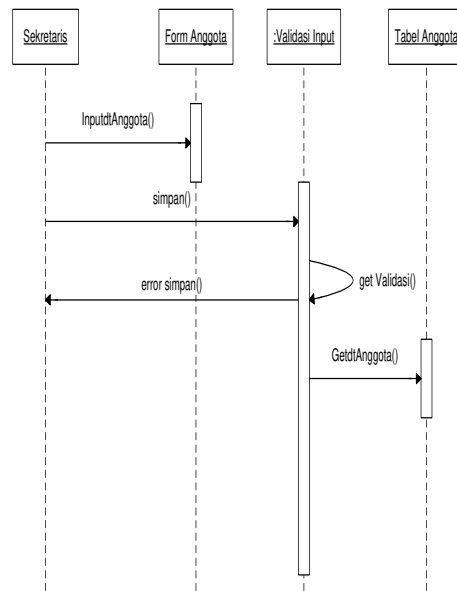 Sekretaris
Form Anggota
:Validasi Input
Tabel Anggota
InputdtAnggota()
simpan()
get Validasi()
error simpan()
GetdtAnggota()